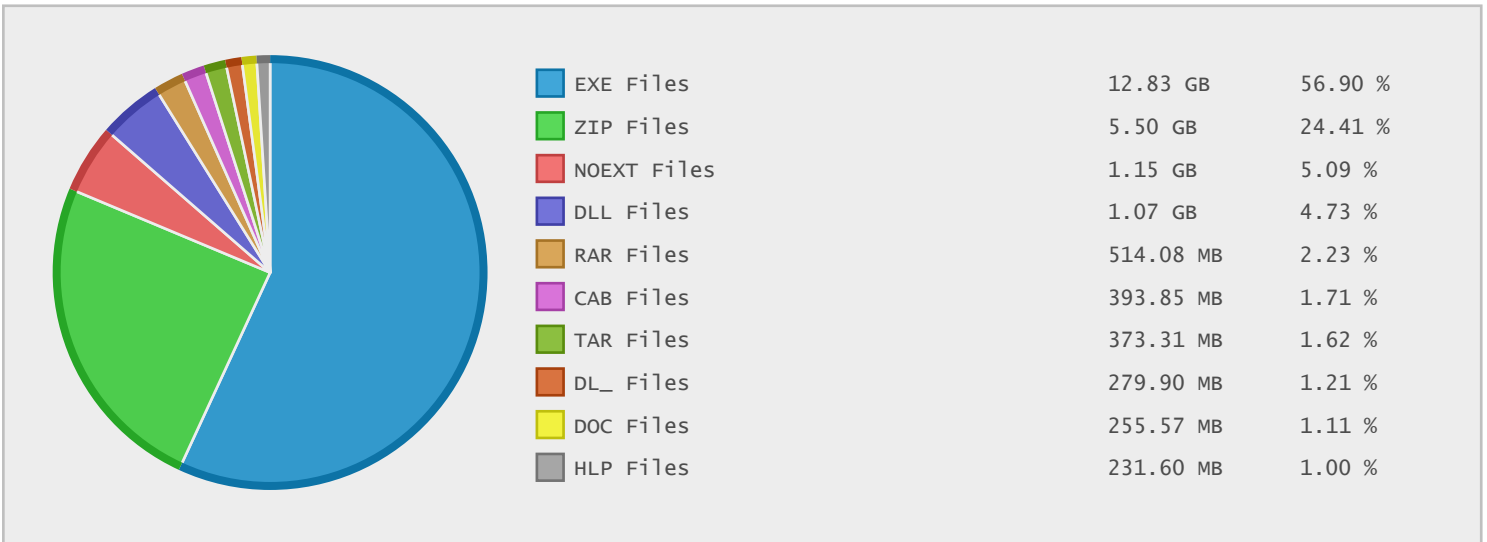 EXE Files 12.83 GB 56.90 %
ZIP Files 5.50 GB 24.41 %
NOEXT Files 1.15 GB 5.09 %
DLL Files 1.07 GB 4.73 %
RAR Files 514.08 MB 2.23 %
CAB Files 393.85 MB 1.71 %
TAR Files 373.31 MB 1.62 %
DL_ Files 279.90 MB 1.21 %
DOC Files 255.57 MB 1.11 %
HLP Files 231.60 MB 1.00 %